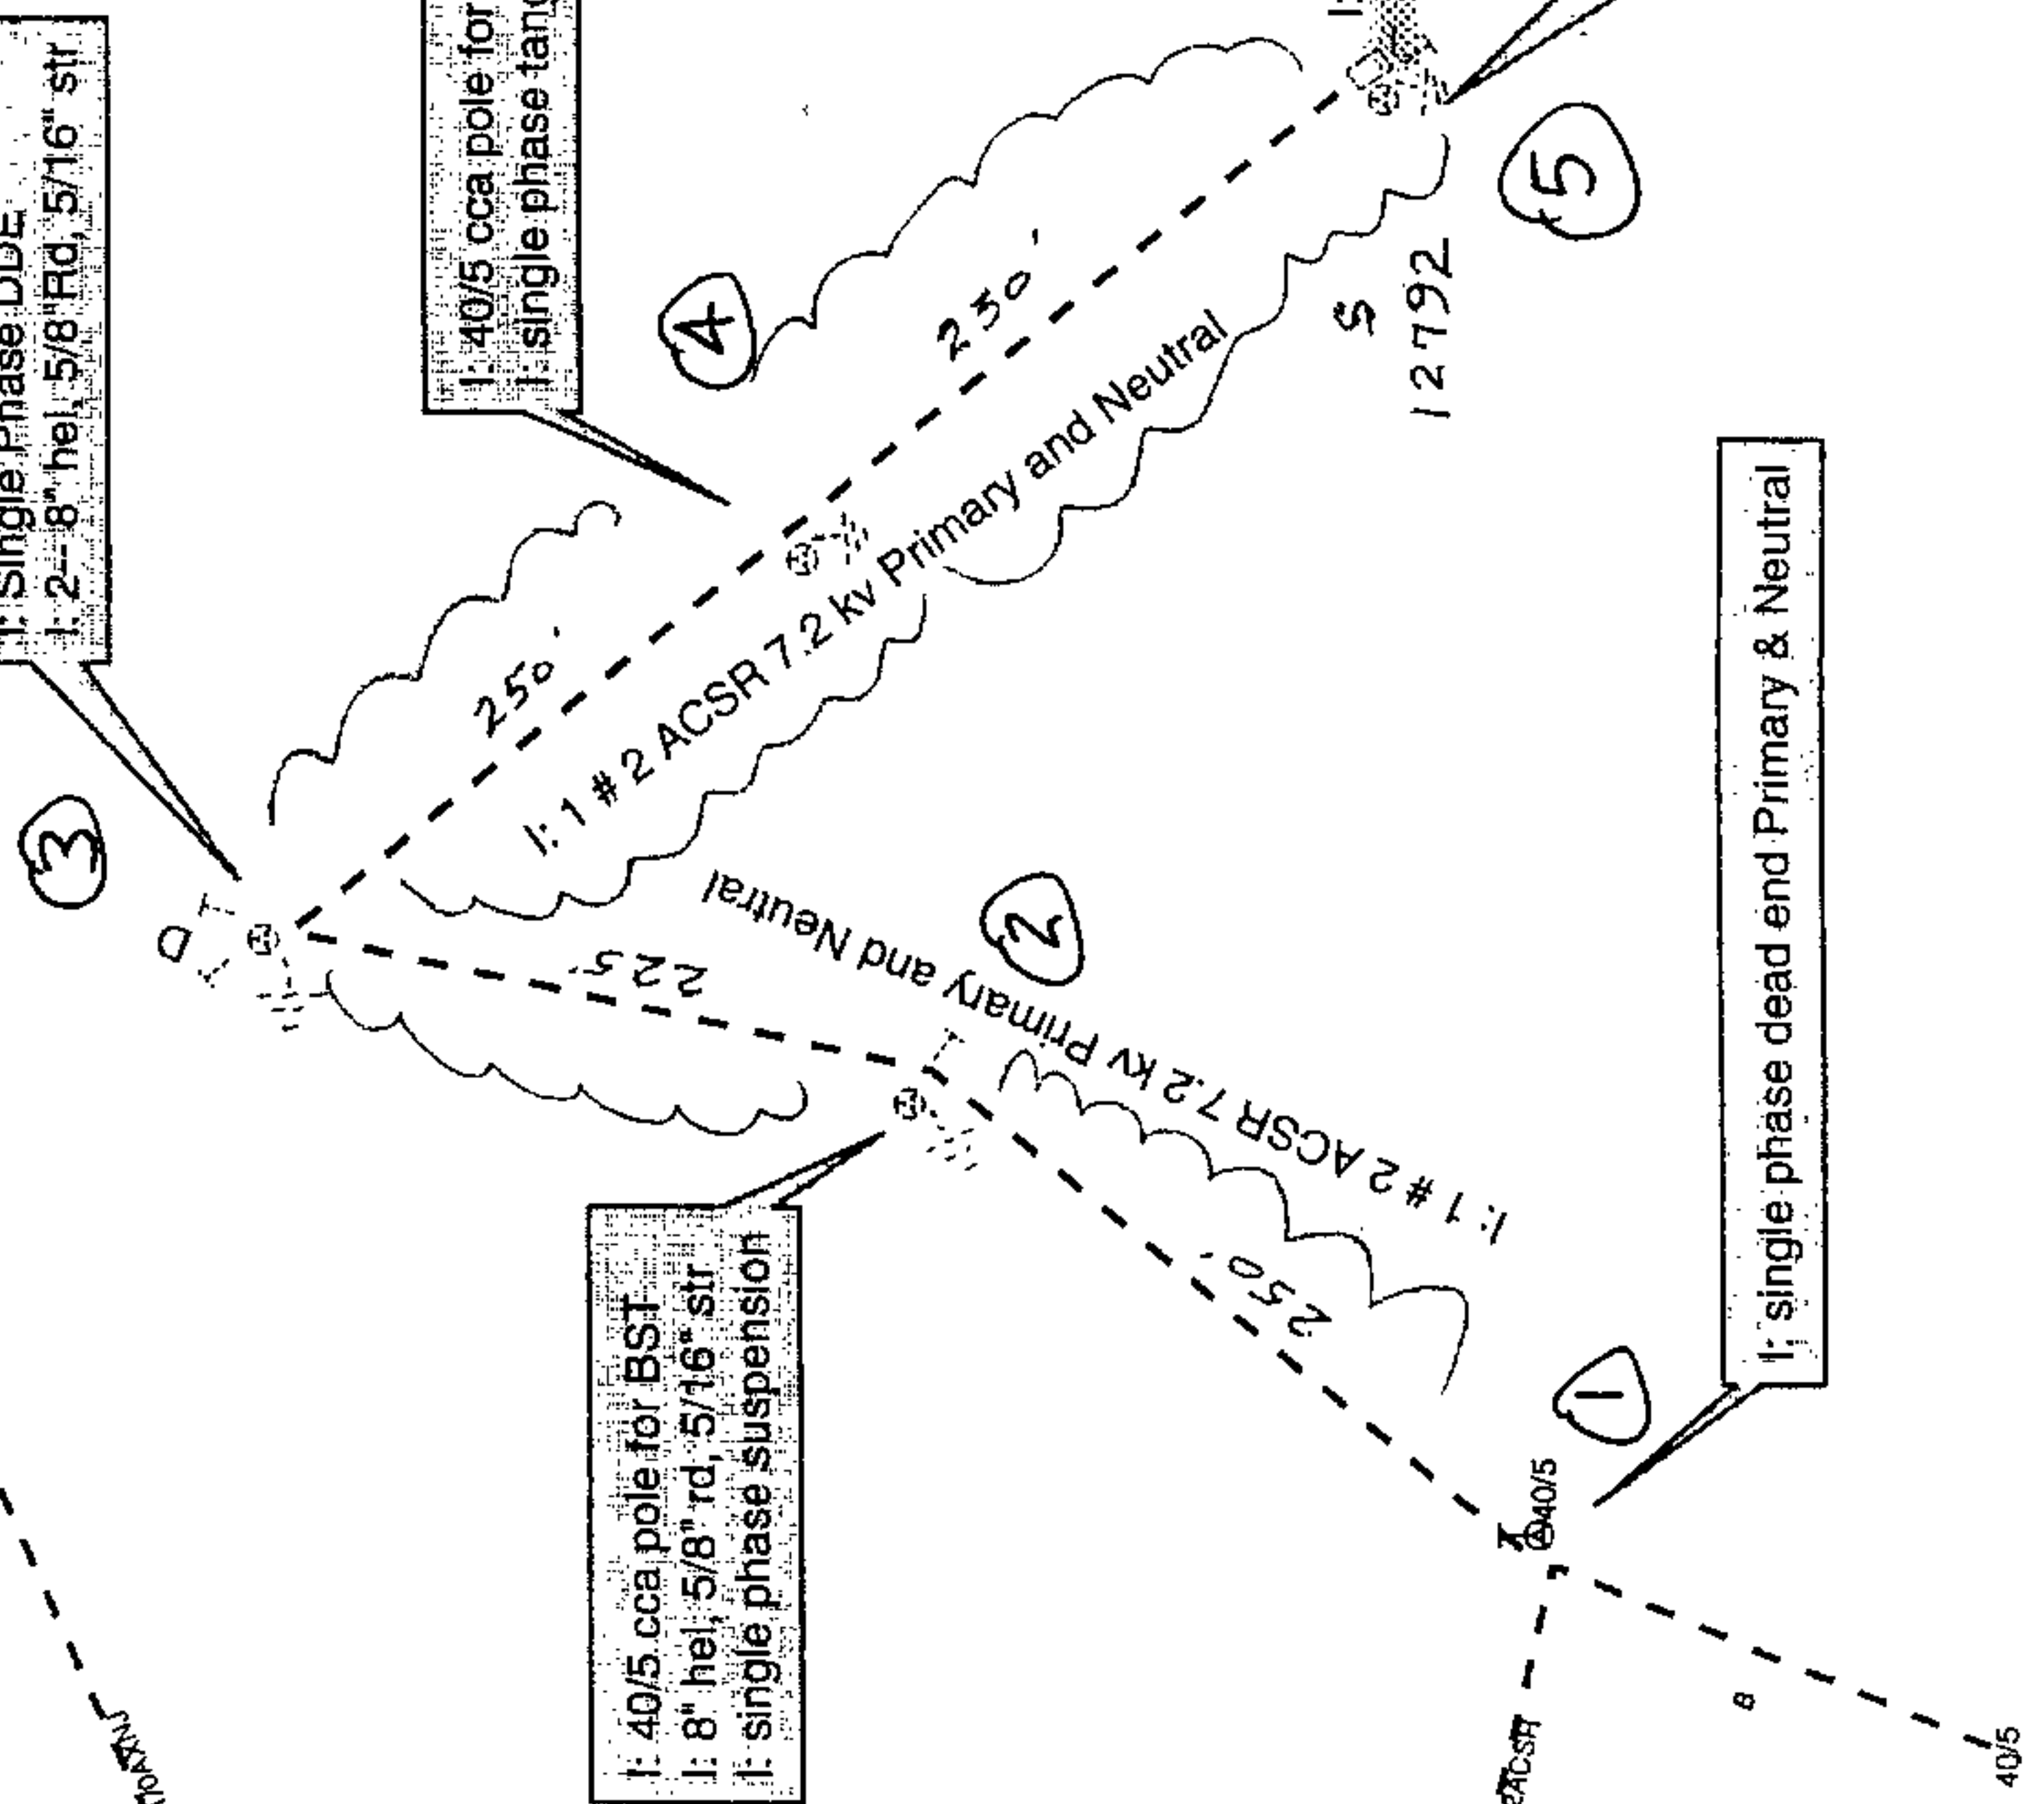 I: Single Phase DDE
I: 2-- 8" hel, 5/8"Rd, 5/16" str
I: 40/5 cca pole for
I: single phase tang
3
D
4
5
250'
230'
I: 1 # 2 ACSR 7.2 kv Primary and Neutral
S
12792
225'
2
I: 1 # 2 ACSR 7.2 kv Primary and Neutral
I: 40/5 cca pole for BST
I: 8" hel, 5/8" rd, 5/16" str
I: single phase suspension
250'
1
40/5
I: single phase dead end Primary & Neutral
2ACSR
B
40/5